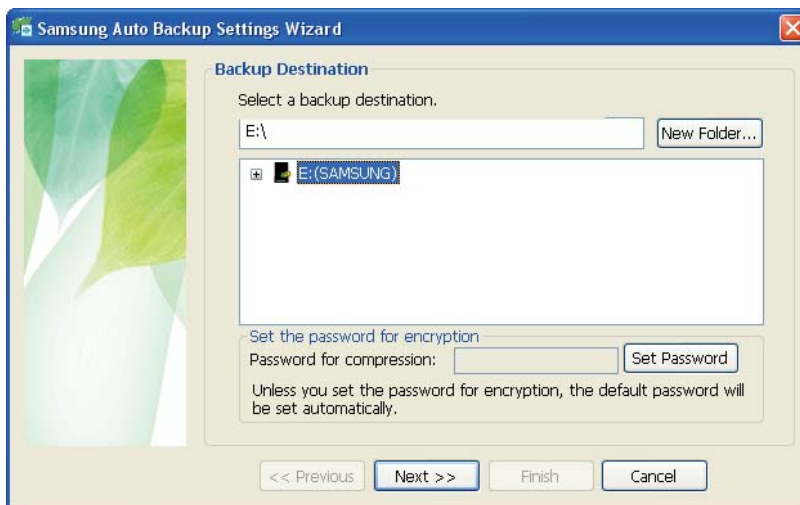 Samsung Auto Backup Settings Wizard
Backup Destination
Select a backup destination.
E:\
New Folder...
E:(SAMSUNG)
Set the password for encryption
Password for compression:
Set Password
Unless you set the password for encryption, the default password will
be set automatically.
<< Previous
Next >>
Finish
Cancel